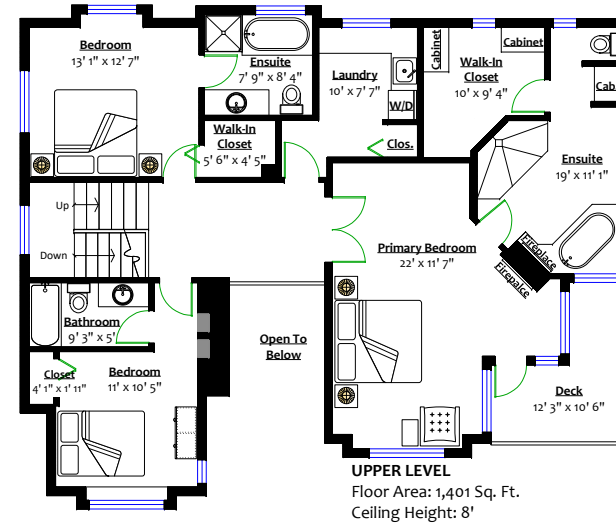 Bedroom
13' 1" x 12' 7"
Ensuite
7' 9" x 8' 4"
Laundry
10' x 7' 7"
W/D
Cabinet
Cabinet
Walk-In
Closet
10' x 9' 4"
Cab.
Walk-In
Closet
5' 6" x 4' 5"
Clos.
Ensuite
19' x 11' 1"
Up
Down
Primary Bedroom
22' x 11' 7"
Fireplace
Firepalce
Bathroom
9' 3" x 5'
Open To
Below
Closet
4' 1" x 1' 11"
Bedroom
11' x 10' 5"
Deck
12' 3" x 10' 6"
UPPER LEVEL
Floor Area: 1,401 Sq. Ft.
Ceiling Height: 8'